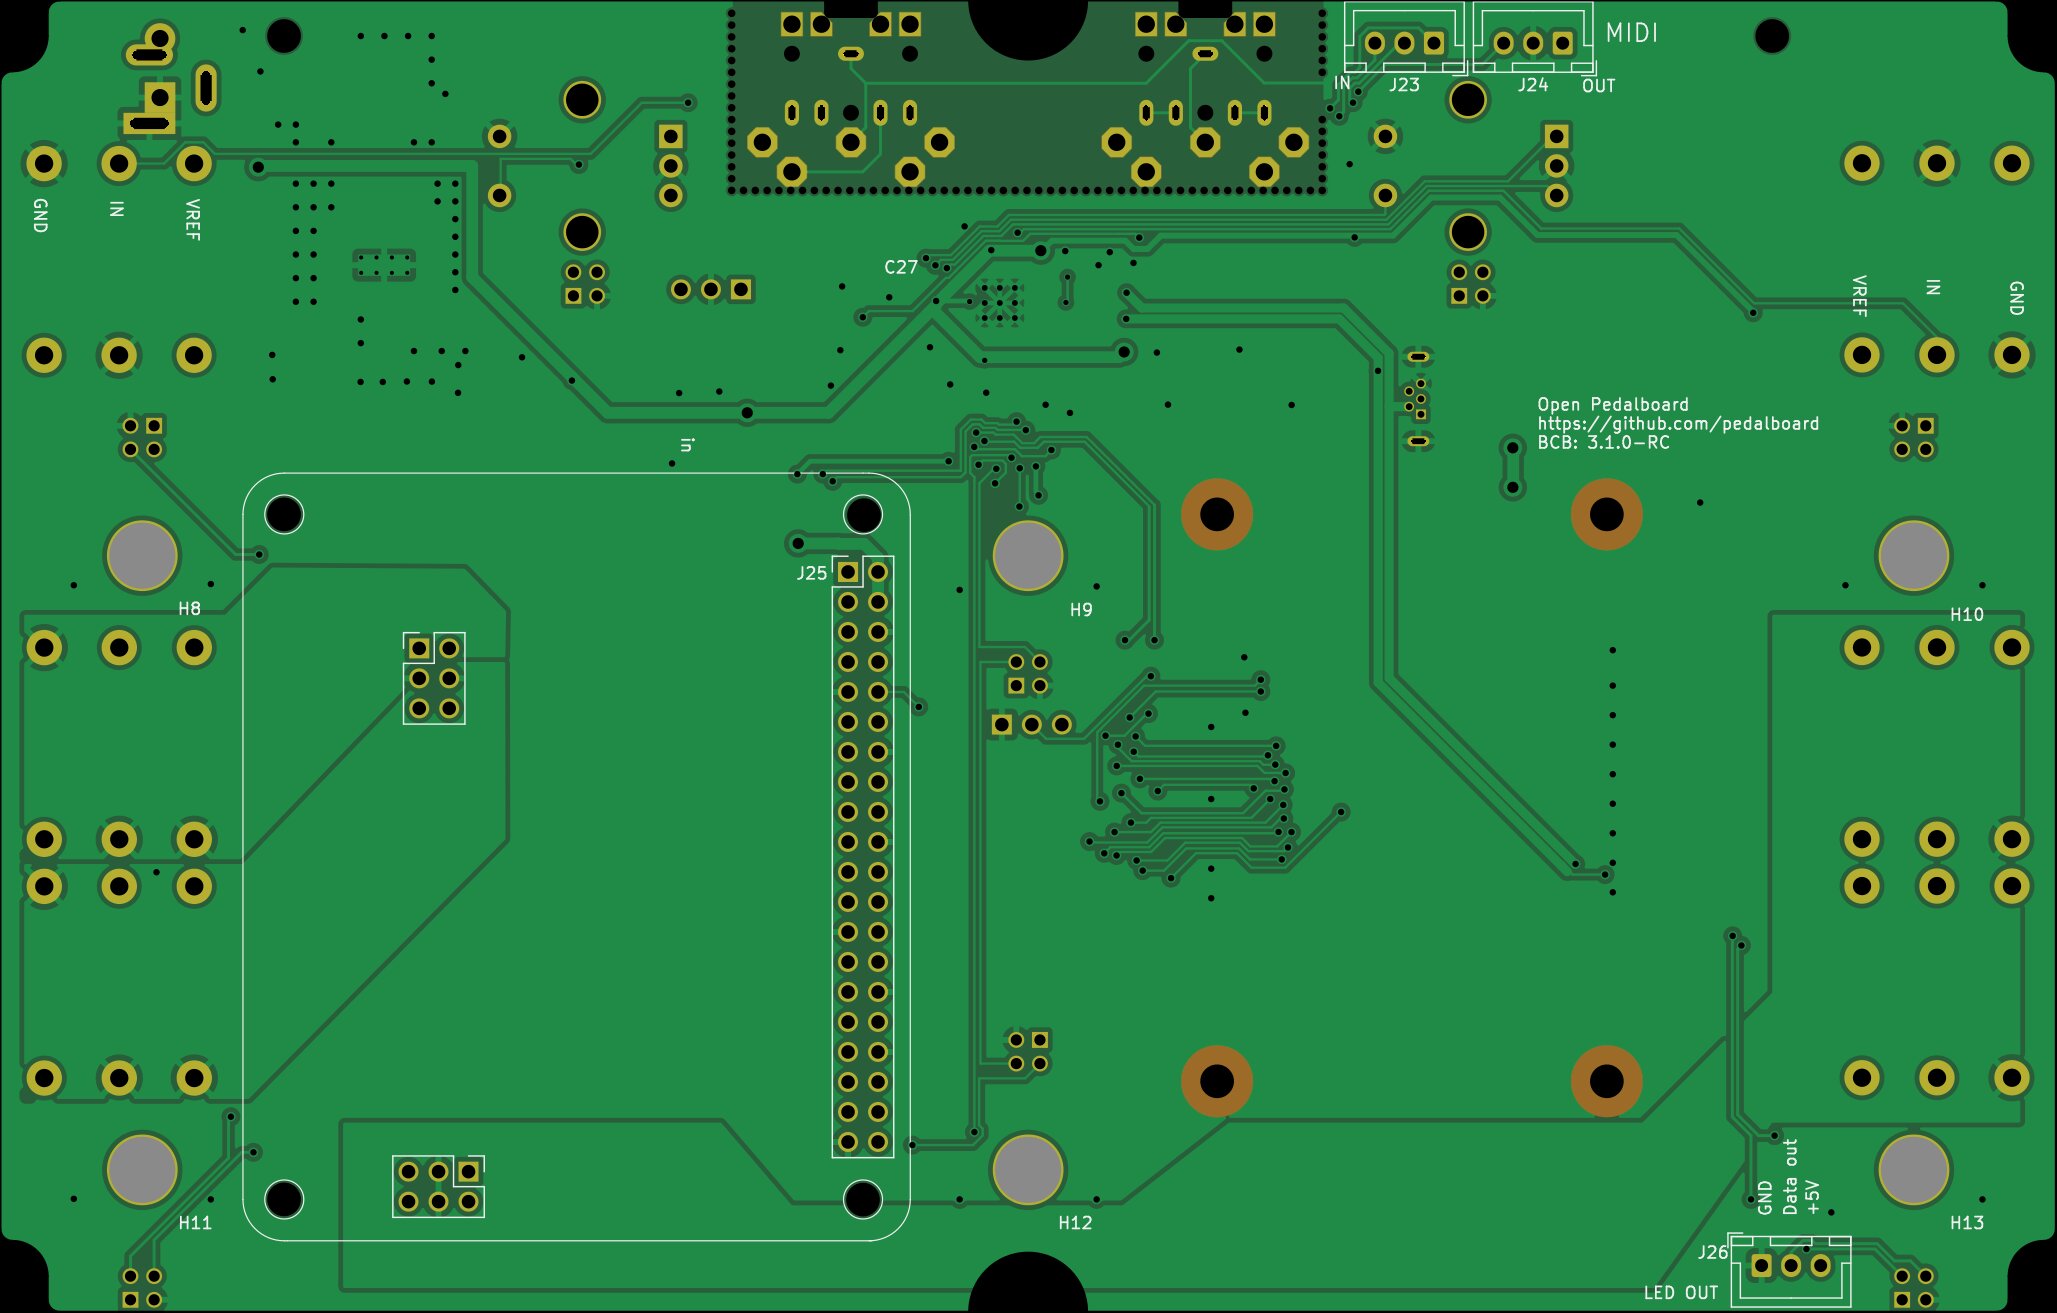 MIDI
IN
J23
J24
OUT
GND
IN
VREF
C27
VREF
IN
GND
Open Pedalboard
https://github.com/pedalboard
BCB: 3.1.0-RC
in
J25
H8
H9
H10
GND
Data out
+5V
H11
H12
H13
J26
LED OUT